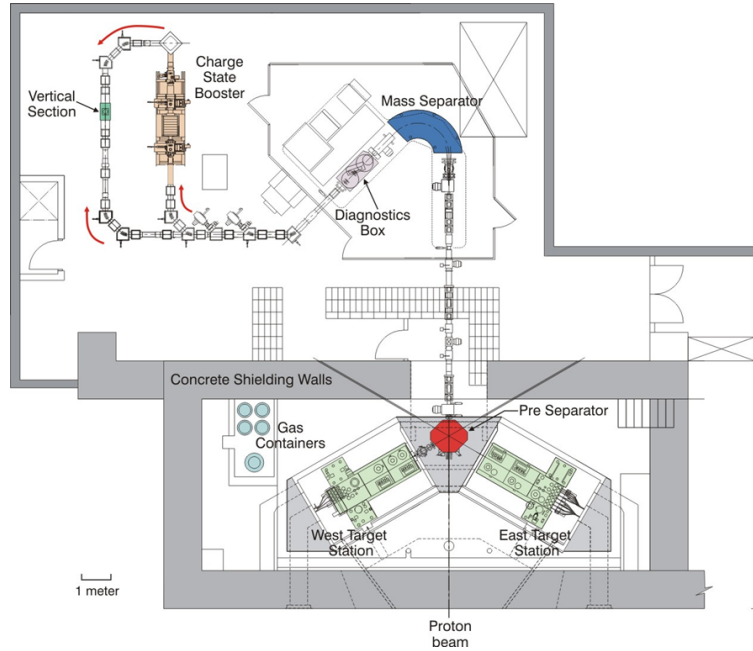 Charge
State
Booster
Vertical
Section
Mass Separator
Diagnostics
Box
Concrete Shielding Walls
Pre Separator
Gas
Containers
West Target
Station
East Target
Station
1 meter
Proton
beam